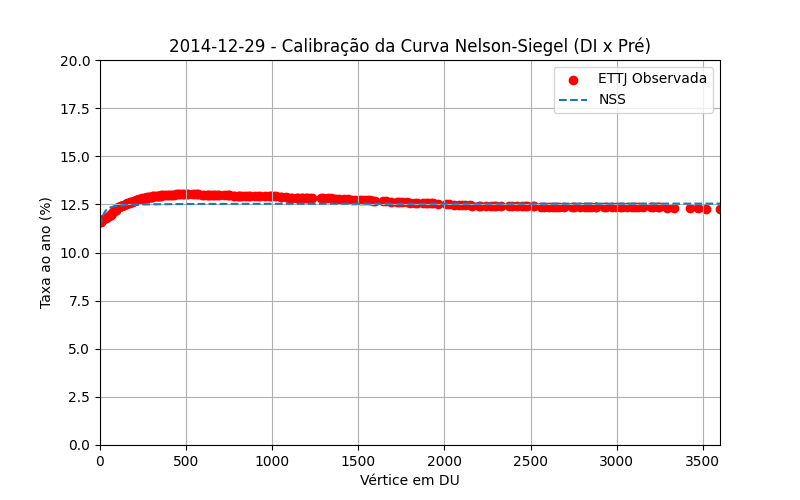 2014-12-29 - Calibração da Curva Nelson-Siegel (DI x Pré)
ETTJ Observada
NSS
Taxa ao ano (%)
20.0
17.5
15.0
12.5
10.0
7.5
5.0
2.5
0.0
0 500 1000 1500 2000 2500 3000 3500
Vértice em DU